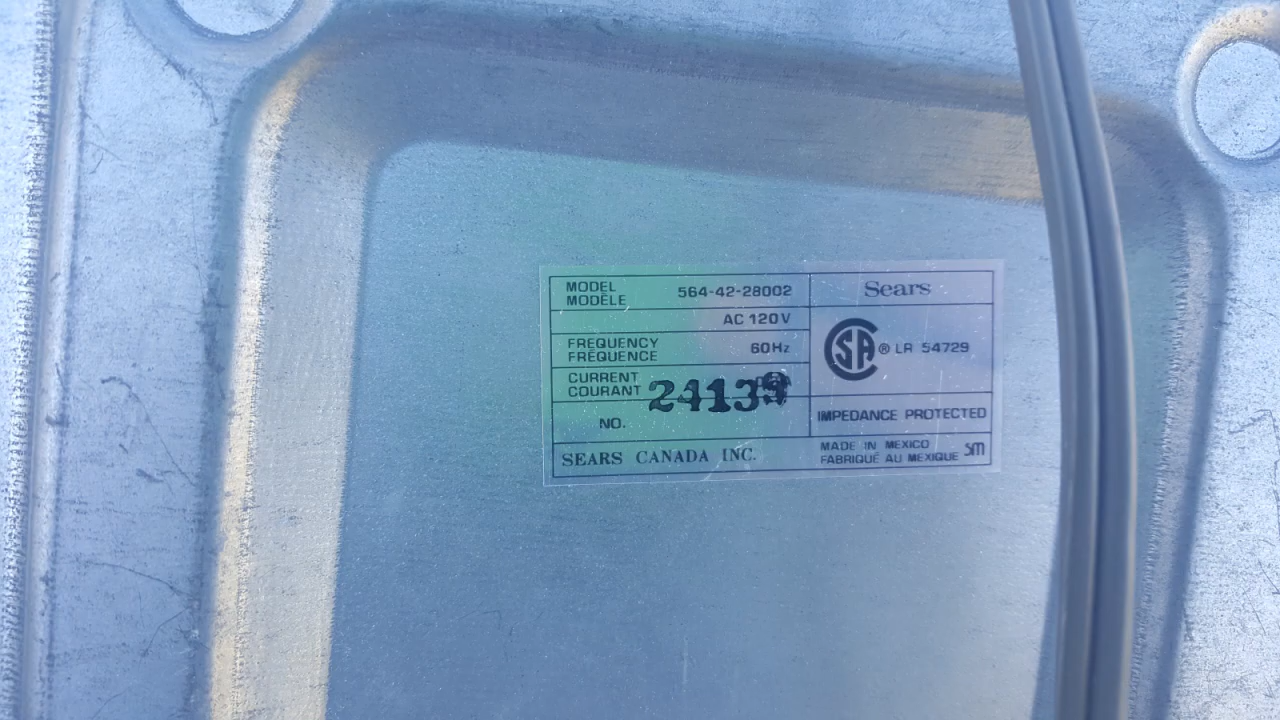 MODEL
MODÈLE 564-42-28002
Sears
AC 120V
FREQUENCY
FRÉQUENCE 60Hz
CSA ® LR 54729
CURRENT
COURANT
NO. 24139
IMPEDANCE PROTECTED
SEARS CANADA INC.
MADE IN MEXICO
FABRIQUÉ AU MEXIQUE SM